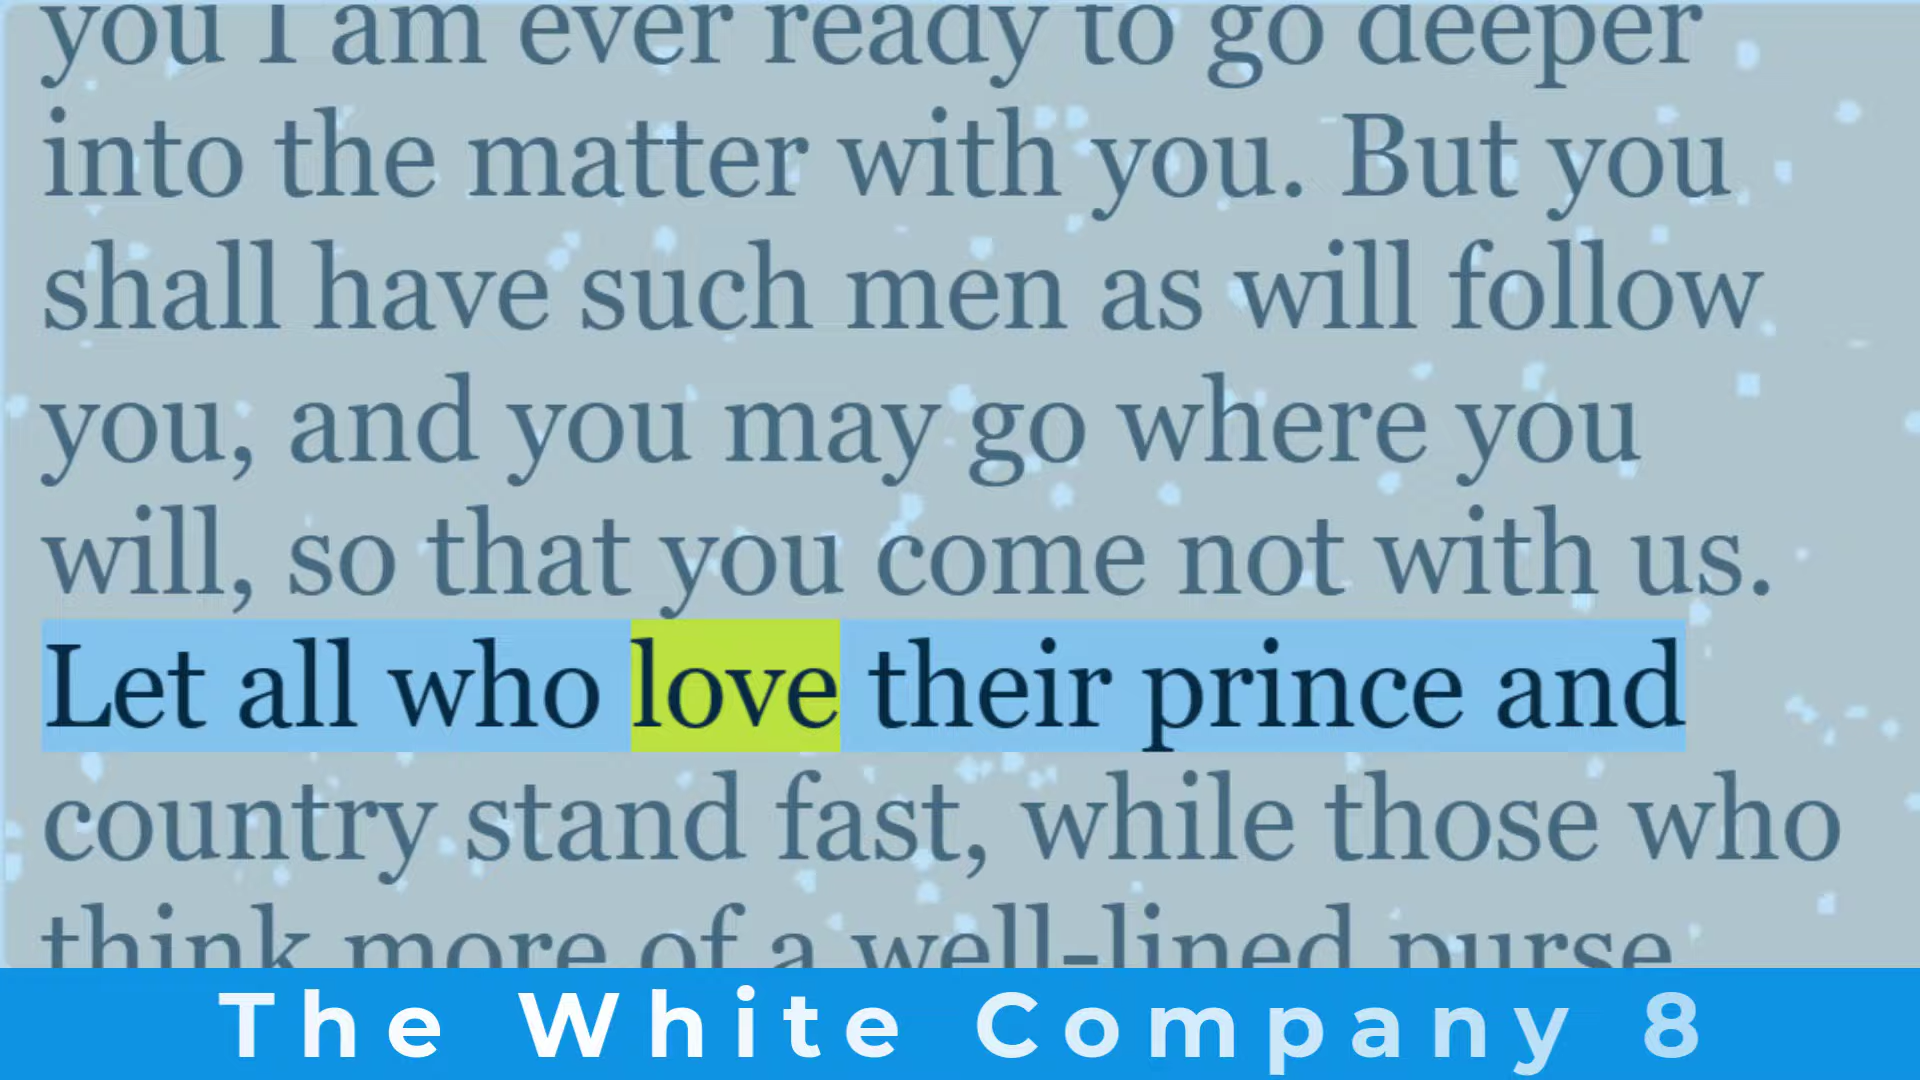 you I am ever ready to go deeper
into the matter with you. But you
shall have such men as will follow
you, and you may go where you
will, so that you come not with us.
Let all who love their prince and
country stand fast, while those who
think more of a well-lined purse
The White Company 8